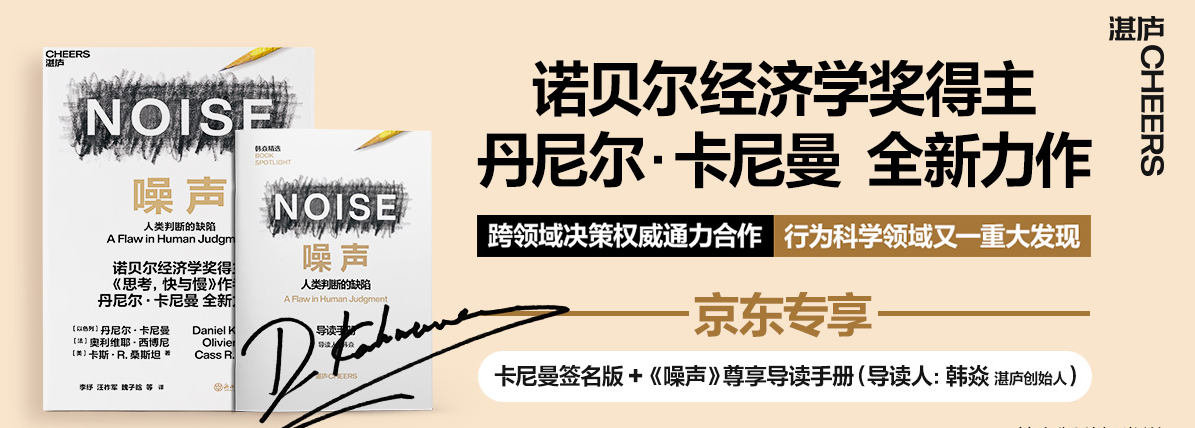 湛庐CHEERS
CHEERS
湛庐
NOISE
噪声
人类判断的缺陷
A Flaw in Human Judgm
诺贝尔经济学奖得
《思考，快与慢》作
丹尼尔·卡尼曼 全新
[以色列] 丹尼尔·卡尼曼
[法] 奥利维耶·西博尼
[美] 卡斯·R.桑斯坦 著
Daniel K
Olivie
Cass R.
李纾 汪祚军 魏子晗 等 译
韩焱精选
BOOK
SPOTLIGHT
NOISE
噪声
人类判断的缺陷
A Flaw in Human Judgment
导读手册
导读人
湛庐CHEERS
D Kahneman
诺贝尔经济学奖得主
丹尼尔·卡尼曼 全新力作
跨领域决策权威通力合作 行为科学领域又一重大发现
京东专享
卡尼曼签名版+《噪声》尊享导读手册（导读人：韩焱 湛庐创始人）